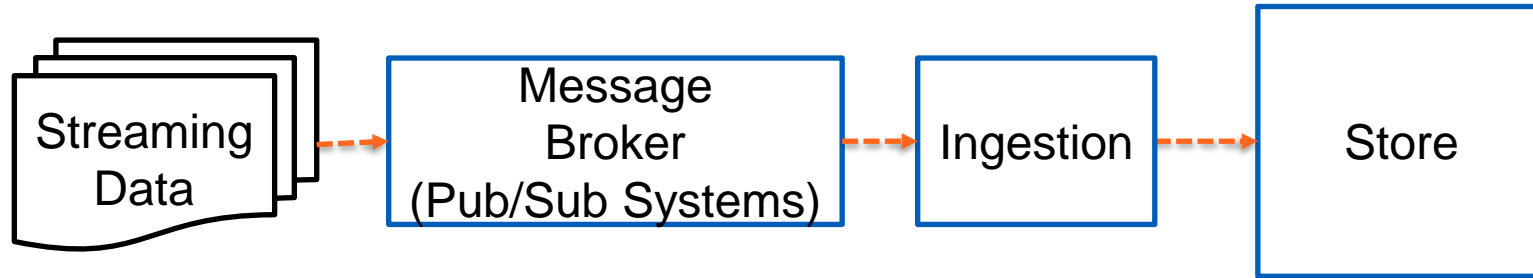 Streaming
Data
Message
Broker
(Pub/Sub Systems)
Ingestion
Store